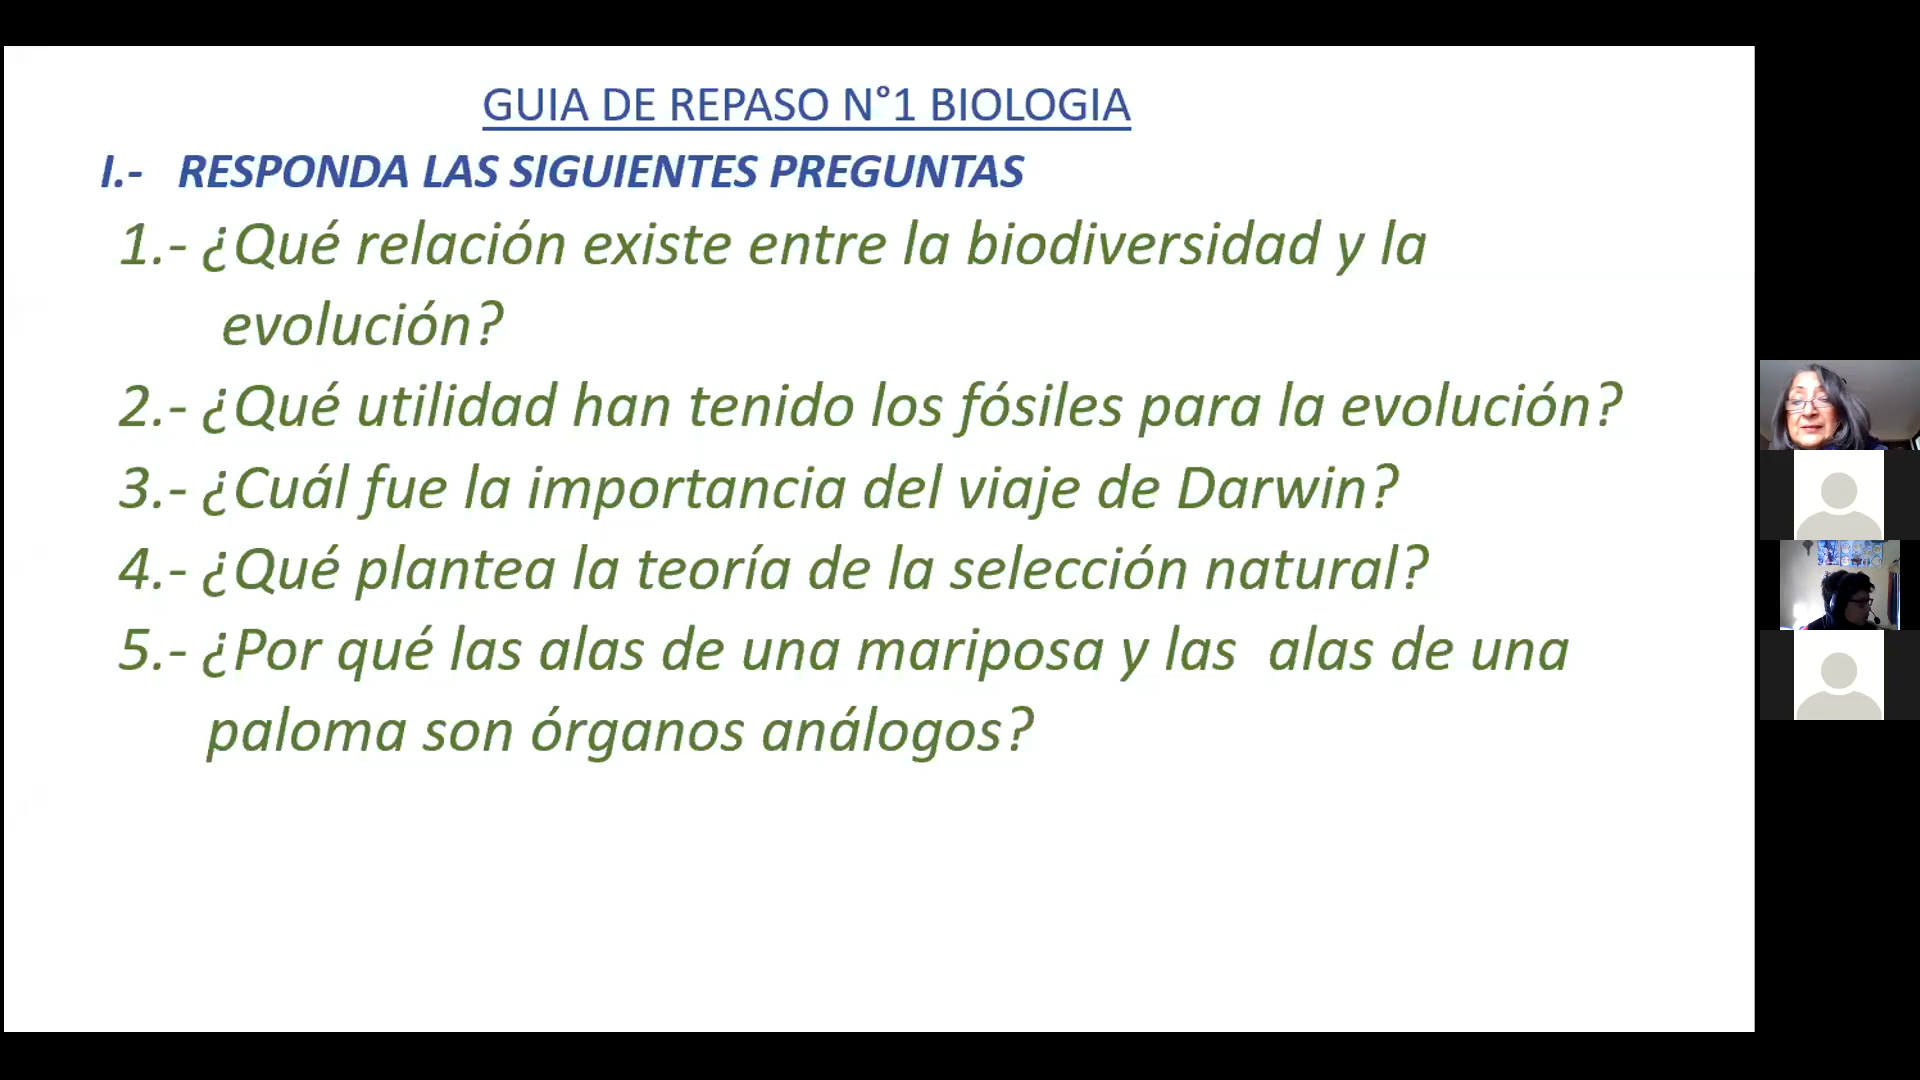 GUIA DE REPASO N°1 BIOLOGIA
I.- RESPONDA LAS SIGUIENTES PREGUNTAS
1.- ¿Qué relación existe entre la biodiversidad y la
evolución?
2.- ¿Qué utilidad han tenido los fósiles para la evolución?
3.- ¿Cuál fue la importancia del viaje de Darwin?
4.- ¿Qué plantea la teoría de la selección natural?
5.- ¿Por qué las alas de una mariposa y las alas de una
paloma son órganos análogos?